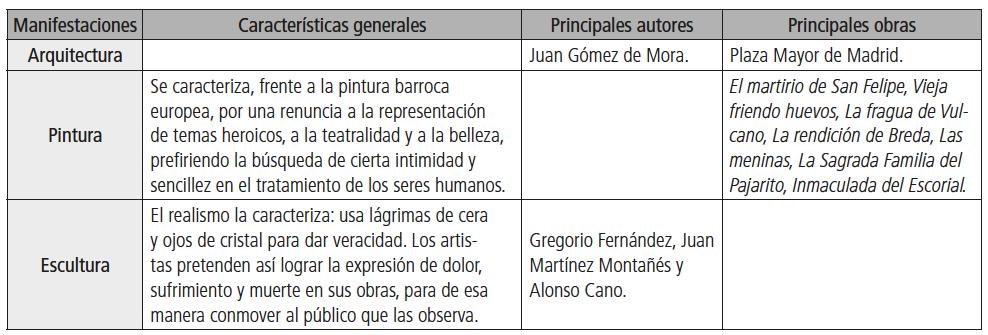 Manifestaciones Características generales Principales autores Principales obras
Arquitectura Juan Gómez de Mora. Plaza Mayor de Madrid.
Pintura
Se caracteriza, frente a la pintura barroca
europea, por una renuncia a la representación
de temas heroicos, a la teatralidad y a la belleza,
prefiriendo la búsqueda de cierta intimidad y
sencillez en el tratamiento de los seres humanos.
El martirio de San Felipe, Vieja
friendo huevos, La fragua de Vul-
cano, La rendición de Breda, Las
meninas, La Sagrada Familia del
Pajarito, Inmaculada del Escorial.
Escultura
El realismo la caracteriza: usa lágrimas de cera
y ojos de cristal para dar veracidad. Los artis-
tas pretenden así lograr la expresión de dolor,
sufrimiento y muerte en sus obras, para de esa
manera conmover al público que las observa.
Gregorio Fernández, Juan
Martínez Montañés y
Alonso Cano.